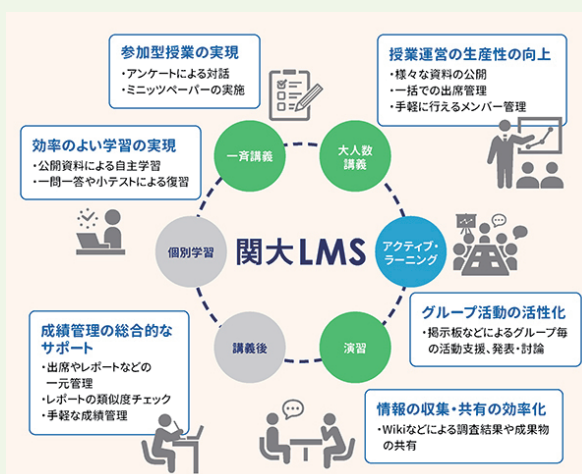 参加型授業の実現
・アンケートによる対話
・ミニッツペーパーの実施
授業運営の生産性の向上
・様々な資料の公開
・一括での出席管理
・手軽に行えるメンバー管理
効率のよい学習の実現
・公開資料による自主学習
・一問一答や小テストによる復習
一斉講義
大人数
講義
個別学習
関大LMS
アクティブ・
ラーニング
講義後
演習
成績管理の総合的な
サポート
・出席やレポートなどの
一元管理
・レポートの類似度チェック
・手軽な成績管理
グループ活動の活性化
・掲示板などによるグループ毎
の活動支援、発表・討論
情報の収集・共有の効率化
・Wikiなどによる調査結果や成果物
の共有